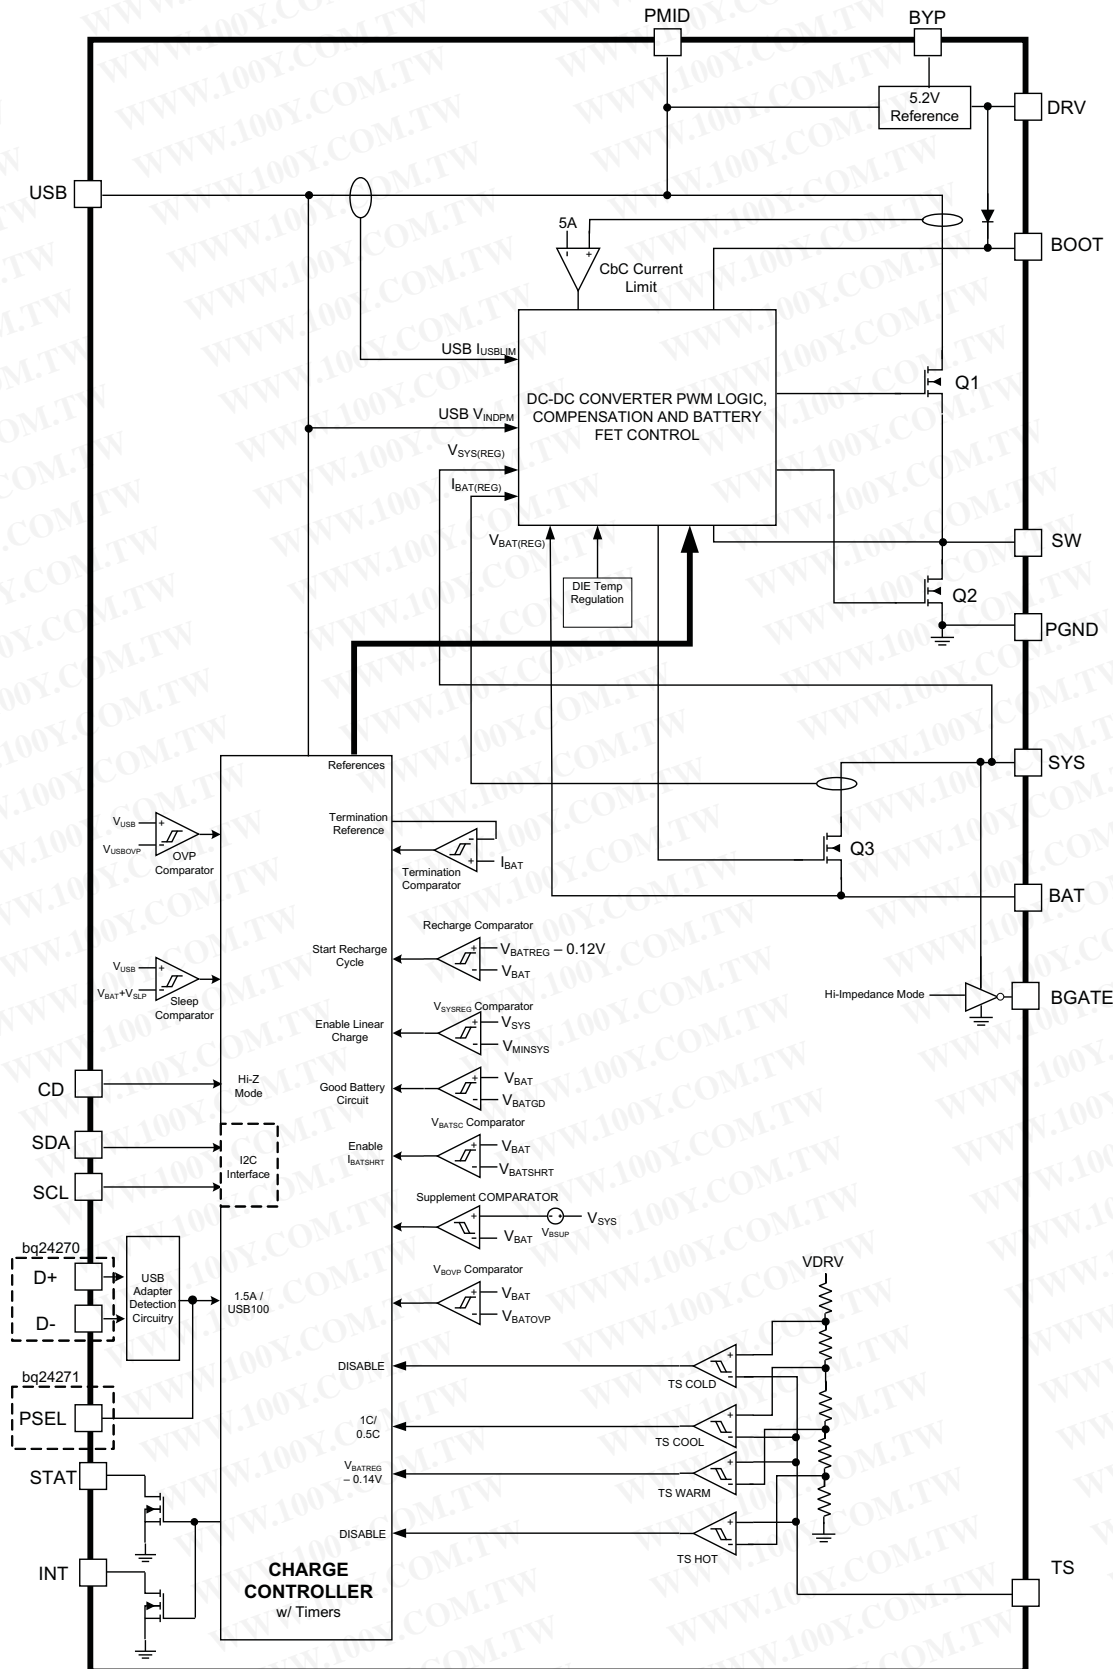 PMID
BYP
5.2V
Reference
DRV
USB
5A
- +
CbC Current
Limit
BOOT
USB IUSBLIM
DC-DC CONVERTER PWM LOGIC,
COMPENSATION AND BATTERY
FET CONTROL
Q1
USB VINDPM
VSYS(REG)
IBAT(REG)
VBAT(REG)
SW
DIE Temp
Regulation
Q2
PGND
References
SYS
Termination
Reference
VUSB
VUSBOVP
OVP
Comparator
IBAT
Termination
Comparator
Q3
BAT
Recharge Comparator
Start Recharge
Cycle
VBATREG – 0.12V
VBAT
VUSB
VBAT+VSLP
Sleep
Comparator
Hi-Impedance Mode
BGATE
VSYSREG Comparator
Enable Linear
Charge
VSYS
VMINSYS
CD
Hi-Z
Mode
Good Battery
Circuit
VBAT
VBATGD
VBATSC Comparator
SDA
SCL
I2C
Interface
Enable
IBATSHRT
VBAT
VBATSHRT
Supplement COMPARATOR
VBAT
VBSUP
VSYS
bq24270
D+
D-
USB
Adapter
Detection
Circuitry
1.5A /
USB100
VBOVP Comparator
VBAT
VBATOVP
VDRV
bq24271
PSEL
DISABLE
TS COLD
1C/
0.5C
TS COOL
STAT
VBATREG
– 0.14V
TS WARM
DISABLE
TS HOT
INT
CHARGE
CONTROLLER
w/ Timers
TS
WWW.100Y.COM.TW